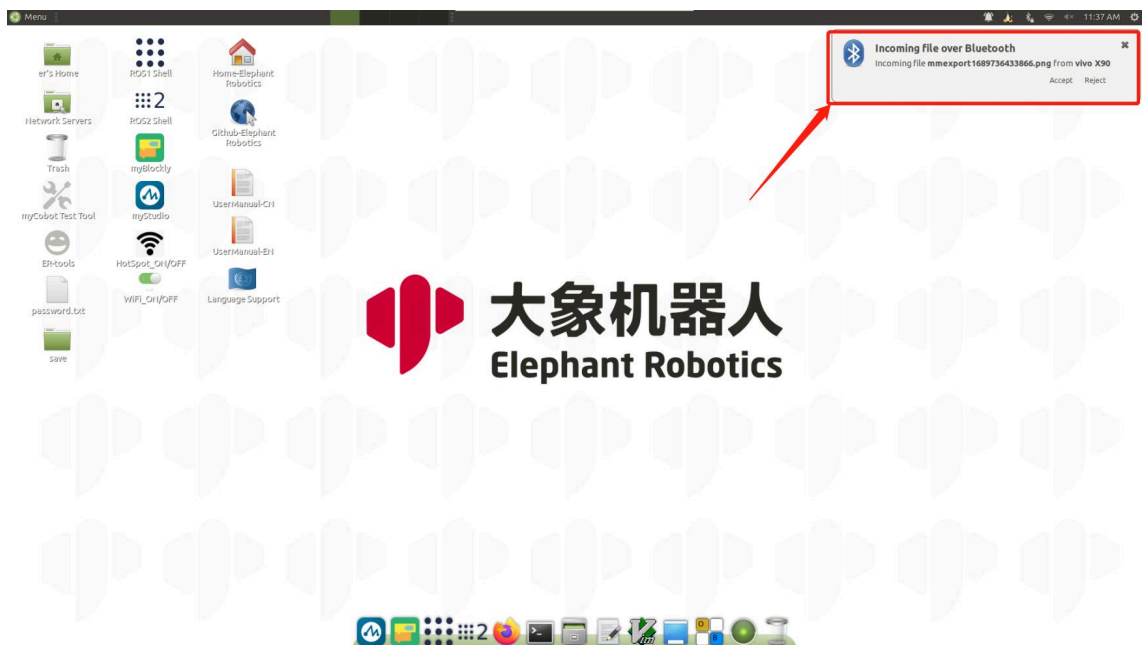 Menu
11:37 AM
Incoming file over Bluetooth
Incoming file mmexport1689736433866.png from vivo X90
Accept Reject
er's Home
ROS1 Shell
Home-Elephant
Robotics
Network Servers
2
ROS2 Shell
Github-Elephant
Robotics
Trash
myBlockly
myCobot Test Tool
myStudio
UserManual-CN
ER-tools
HotSpot_ON/OFF
UserManual-EN
password.txt
WiFi_ON/OFF
Language Support
save
大象机器人
Elephant Robotics
2